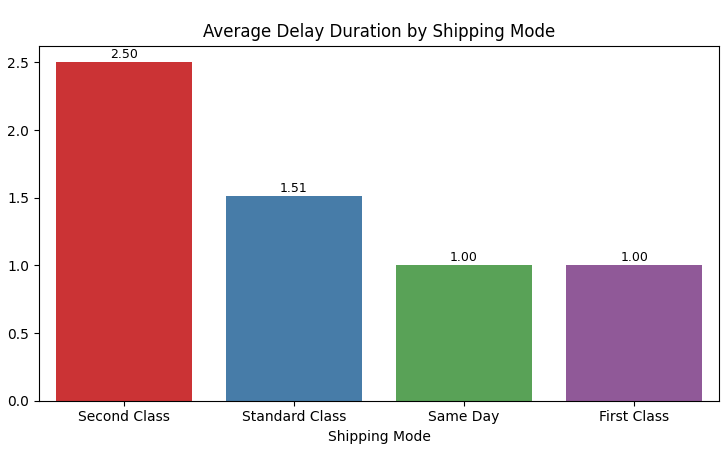 Average Delay Duration by Shipping Mode
2.5
2.0
1.5
1.0
0.5
0.0
2.50
1.51
1.00
1.00
Second Class
Standard Class
Same Day
First Class
Shipping Mode